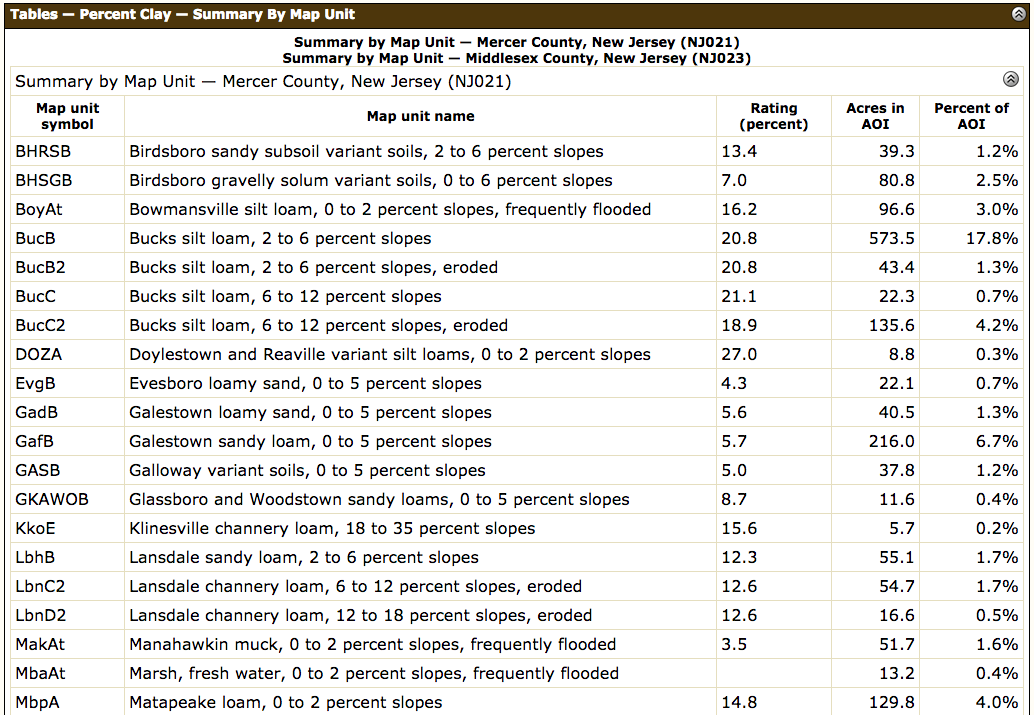 Tables — Percent Clay — Summary By Map Unit
Summary by Map Unit — Mercer County, New Jersey (NJ021)
Summary by Map Unit — Middlesex County, New Jersey (NJ023)
Summary by Map Unit — Mercer County, New Jersey (NJ021)
Map unit symbol Map unit name Rating (percent) Acres in AOI Percent of AOI
BHRSB Birdsboro sandy subsoil variant soils, 2 to 6 percent slopes 13.4 39.3 1.2%
BHSGB Birdsboro gravelly solum variant soils, 0 to 6 percent slopes 7.0 80.8 2.5%
BoyAt Bowmansville silt loam, 0 to 2 percent slopes, frequently flooded 16.2 96.6 3.0%
BucB Bucks silt loam, 2 to 6 percent slopes 20.8 573.5 17.8%
BucB2 Bucks silt loam, 2 to 6 percent slopes, eroded 20.8 43.4 1.3%
BucC Bucks silt loam, 6 to 12 percent slopes 21.1 22.3 0.7%
BucC2 Bucks silt loam, 6 to 12 percent slopes, eroded 18.9 135.6 4.2%
DOZA Doylestown and Reaville variant silt loams, 0 to 2 percent slopes 27.0 8.8 0.3%
EvgB Evesboro loamy sand, 0 to 5 percent slopes 4.3 22.1 0.7%
GadB Galestown loamy sand, 0 to 5 percent slopes 5.6 40.5 1.3%
GafB Galestown sandy loam, 0 to 5 percent slopes 5.7 216.0 6.7%
GASB Galloway variant soils, 0 to 5 percent slopes 5.0 37.8 1.2%
GKAWOB Glassboro and Woodstown sandy loams, 0 to 5 percent slopes 8.7 11.6 0.4%
KkoE Klinesville channery loam, 18 to 35 percent slopes 15.6 5.7 0.2%
LbhB Lansdale sandy loam, 2 to 6 percent slopes 12.3 55.1 1.7%
LbnC2 Lansdale channery loam, 6 to 12 percent slopes, eroded 12.6 54.7 1.7%
LbnD2 Lansdale channery loam, 12 to 18 percent slopes, eroded 12.6 16.6 0.5%
MakAt Manahawkin muck, 0 to 2 percent slopes, frequently flooded 3.5 51.7 1.6%
MbaAt Marsh, fresh water, 0 to 2 percent slopes, frequently flooded 13.2 0.4%
MbpA Matapeake loam, 0 to 2 percent slopes 14.8 129.8 4.0%